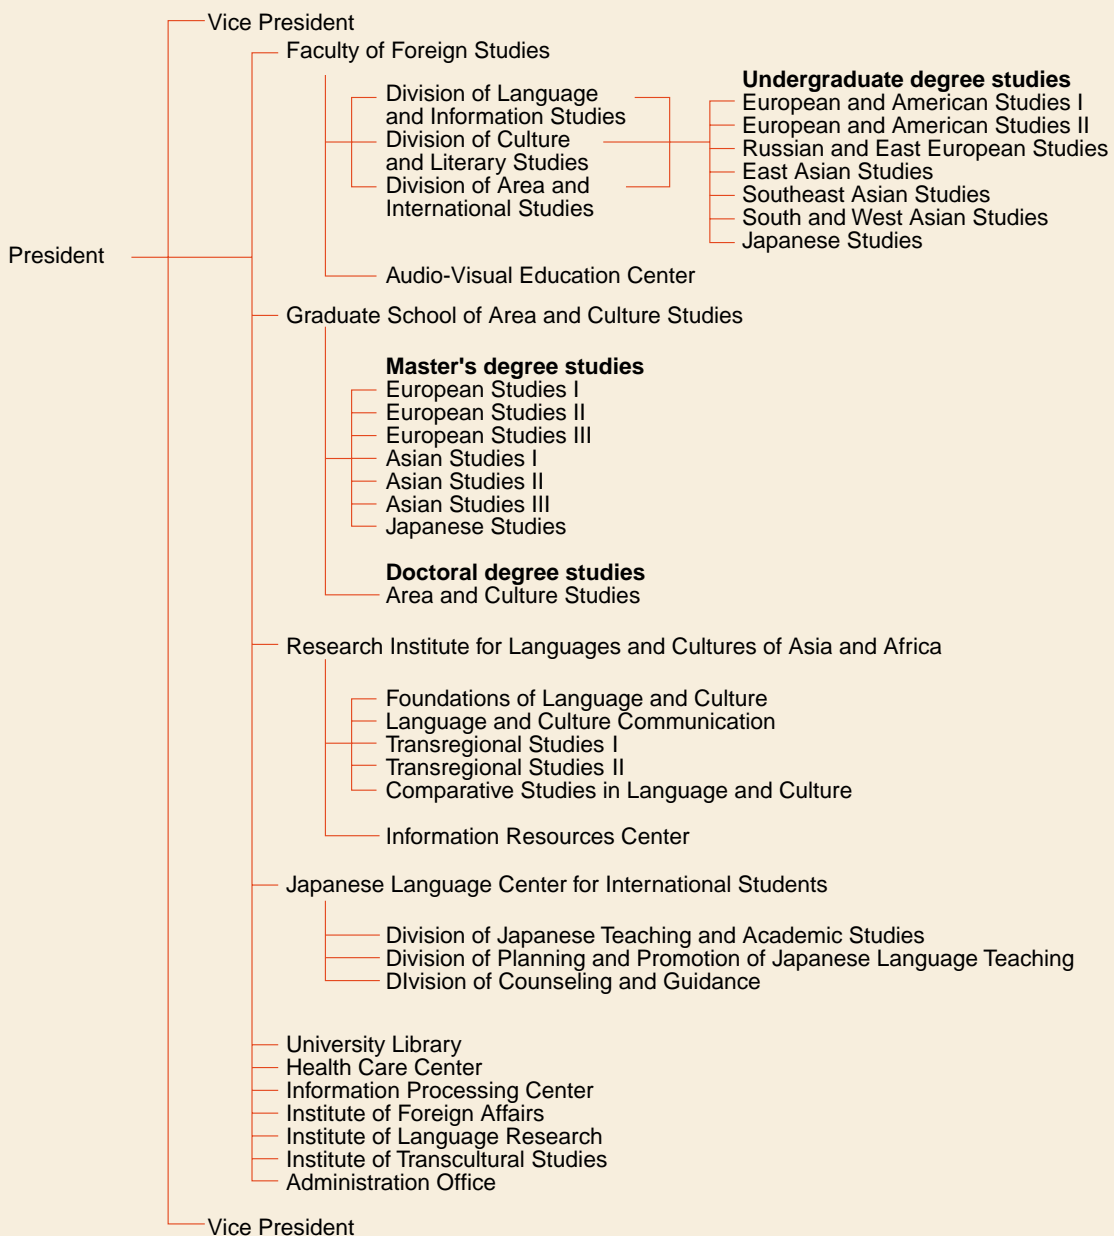 Vice President
Faculty of Foreign Studies
Division of Language
and Information Studies
Division of Culture
and Literary Studies
Division of Area and
International Studies
Undergraduate degree studies
European and American Studies I
European and American Studies II
Russian and East European Studies
East Asian Studies
Southeast Asian Studies
South and West Asian Studies
Japanese Studies
President
Audio-Visual Education Center
Graduate School of Area and Culture Studies
Master's degree studies
European Studies I
European Studies II
European Studies III
Asian Studies I
Asian Studies II
Asian Studies III
Japanese Studies
Doctoral degree studies
Area and Culture Studies
Research Institute for Languages and Cultures of Asia and Africa
Foundations of Language and Culture
Language and Culture Communication
Transregional Studies I
Transregional Studies II
Comparative Studies in Language and Culture
Information Resources Center
Japanese Language Center for International Students
Division of Japanese Teaching and Academic Studies
Division of Planning and Promotion of Japanese Language Teaching
DIvision of Counseling and Guidance
University Library
Health Care Center
Information Processing Center
Institute of Foreign Affairs
Institute of Language Research
Institute of Transcultural Studies
Administration Office
Vice President